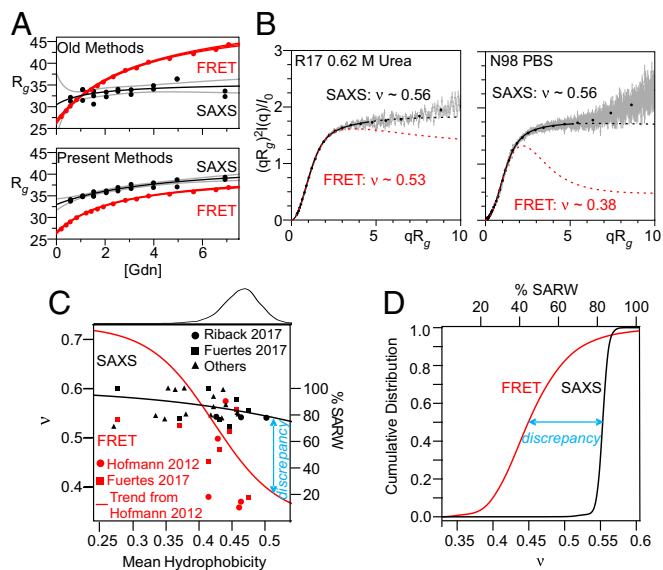 A
Old Methods
45
40
35
30
25
Rg
FRET
SAXS
Present Methods
45
40
35
30
25
Rg
SAXS
FRET
0 2 4 6
[Gdn]
B
R17 0.62 M Urea
SAXS: ν ~ 0.56
FRET: ν ~ 0.53
(qRg)²I(q)/I0
2
1
0
0 5 10
qRg
N98 PBS
SAXS: ν ~ 0.56
FRET: ν ~ 0.38
0 5 10
qRg
C
SAXS
Riback 2017
Fuertes 2017
Others
FRET
Hofmann 2012
Fuertes 2017
Trend from
Hofmann 2012
discrepancy
ν
0.7
0.6
0.5
0.4
% SARW
100
80
60
40
20
0.25 0.3 0.35 0.4 0.45 0.5
Mean Hydrophobicity
D
% SARW
20 40 60 80 100
FRET
SAXS
discrepancy
Cumulative Distribution
1.0
0.8
0.6
0.4
0.2
0.0
0.35 0.4 0.45 0.5 0.55 0.6
ν